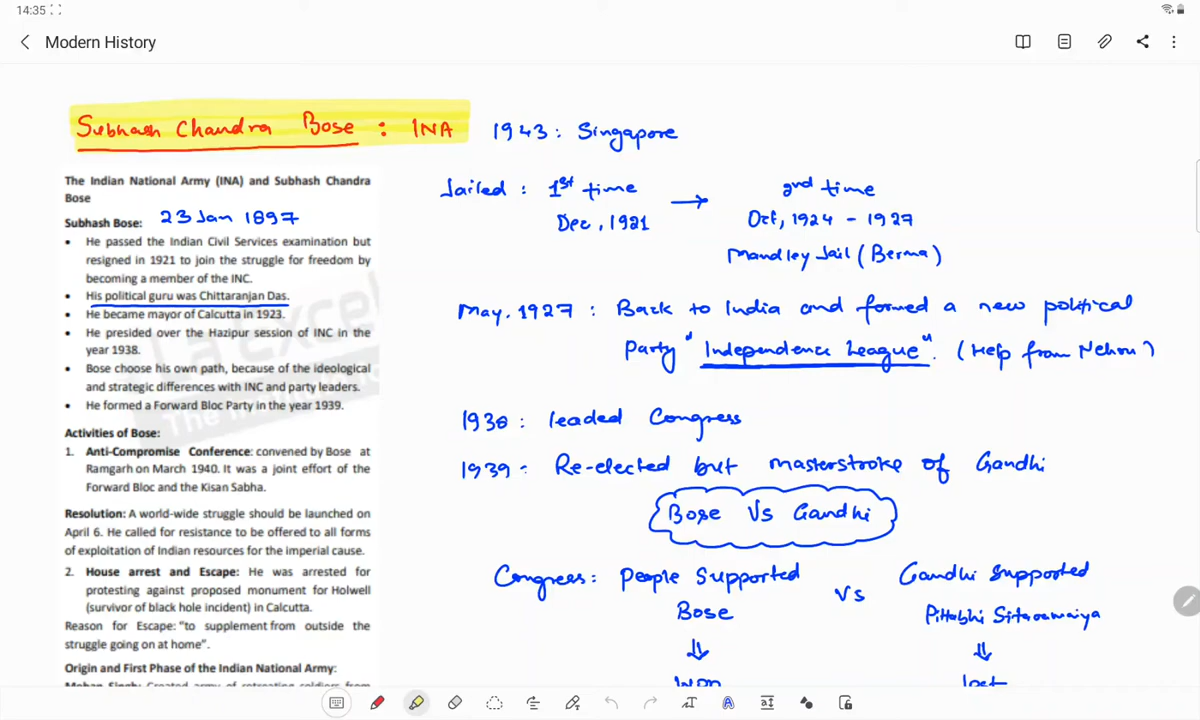 14:35
Modern History
Subhash Chandra Bose : INA
1943 : Singapore
The Indian National Army (INA) and Subhash Chandra
Bose
Subhash Bose: 23 Jan 1897
• He passed the Indian Civil Services examination but
resigned in 1921 to join the struggle for freedom by
becoming a member of the INC.
• His political guru was Chittaranjan Das.
• He became mayor of Calcutta in 1923.
• He presided over the Hazipur session of INC in the
year 1938.
• Bose choose his own path, because of the ideological
and strategic differences with INC and party leaders.
• He formed a Forward Bloc Party in the year 1939.
Activities of Bose:
1. Anti-Compromise Conference: convened by Bose at
Ramgarh on March 1940. It was a joint effort of the
Forward Bloc and the Kisan Sabha.
Resolution: A world-wide struggle should be launched on
April 6. He called for resistance to be offered to all forms
of exploitation of Indian resources for the imperial cause.
2. House arrest and Escape: He was arrested for
protesting against proposed monument for Holwell
(survivor of black hole incident) in Calcutta.
Reason for Escape: "to supplement from outside the
struggle going on at home".
Origin and First Phase of the Indian National Army:
Mohan Singh: Created army of retreating soldiers from
Jailed : 1st time → 2nd time
Dec, 1921 Oct, 1924 - 1927
Mandley Jail (Berma)
May. 1927 : Back to India and formed a new political
Party "Independence League". (Help from Nehru)
1938 : leaded Congress
1939 : Re-elected but masterstroke of Gandhi
Bose Vs Gandhi
Congress : People Supported Vs Gandhi Supported
Bose Pittabhi Sitaramaiya
⇓ ⇓
Won lost